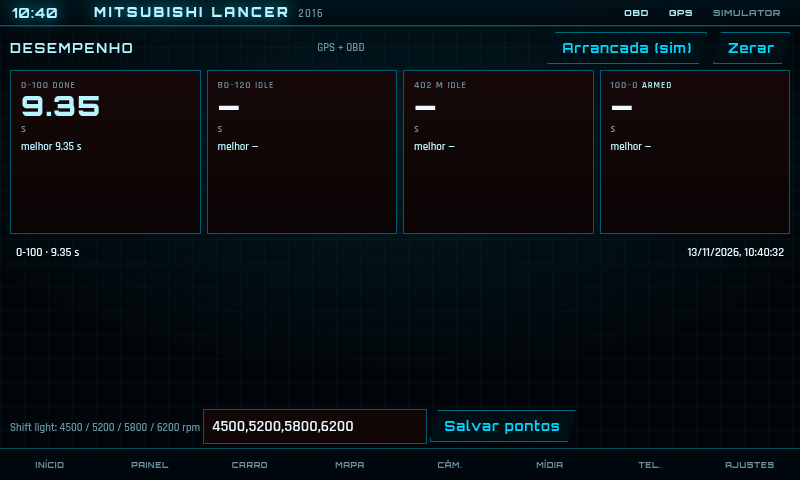 10:40 MITSUBISHI LANCER 2016 OBD GPS SIMULATOR
DESEMPENHO GPS + OBD Arrancada (sim) Zerar
0-100 DONE
9.35
s
melhor 9.35 s
80-120 IDLE
—
s
melhor —
402 M IDLE
—
s
melhor —
100-0 ARMED
—
s
melhor —
0-100 · 9.35 s 13/11/2026, 10:40:32
Shift light: 4500 / 5200 / 5800 / 6200 rpm 4500,5200,5800,6200 Salvar pontos
INÍCIO PAINEL CARRO MAPA CÂM. MÍDIA TEL. AJUSTES